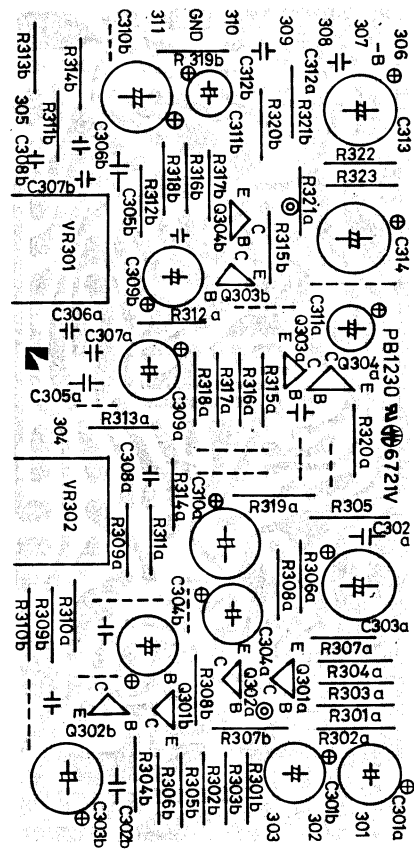 R313b
R314b
C310b
311
GND
310
309
308
307
306
-B
R319b
C312b
C312a
C313
305
R311b
C308b
C307b
C306b
C305b
R312b
R318b
R316b
R317b
C311b
R320b
R321b
R322
R323
R321a
E
C
B
Q304b
R315b
C314
VR301
C309b
E
C
B
Q303b
R312a
C306a
C307a
C305a
C309a
R318a
R317a
R316a
R315a
C311a
Q303a
E
C
B
Q304a
C
B
E
PB1230
6721V
R320a
304
R313a
VR302
C308a
R309a
R311a
R314a
C310a
R319a
R305
C302a
R308a
R306a
C303a
R310b
R309b
R310a
C304b
C304a
R307a
R304a
R303a
R301a
R302a
E
C
B
Q302b
B
C
E
Q301b
R308b
E
C
B
Q302a
E
C
B
Q301a
R307b
C303b
C302b
R304b
R306b
R305b
R302b
R303b
R301b
303
C301b
302
301
C301a